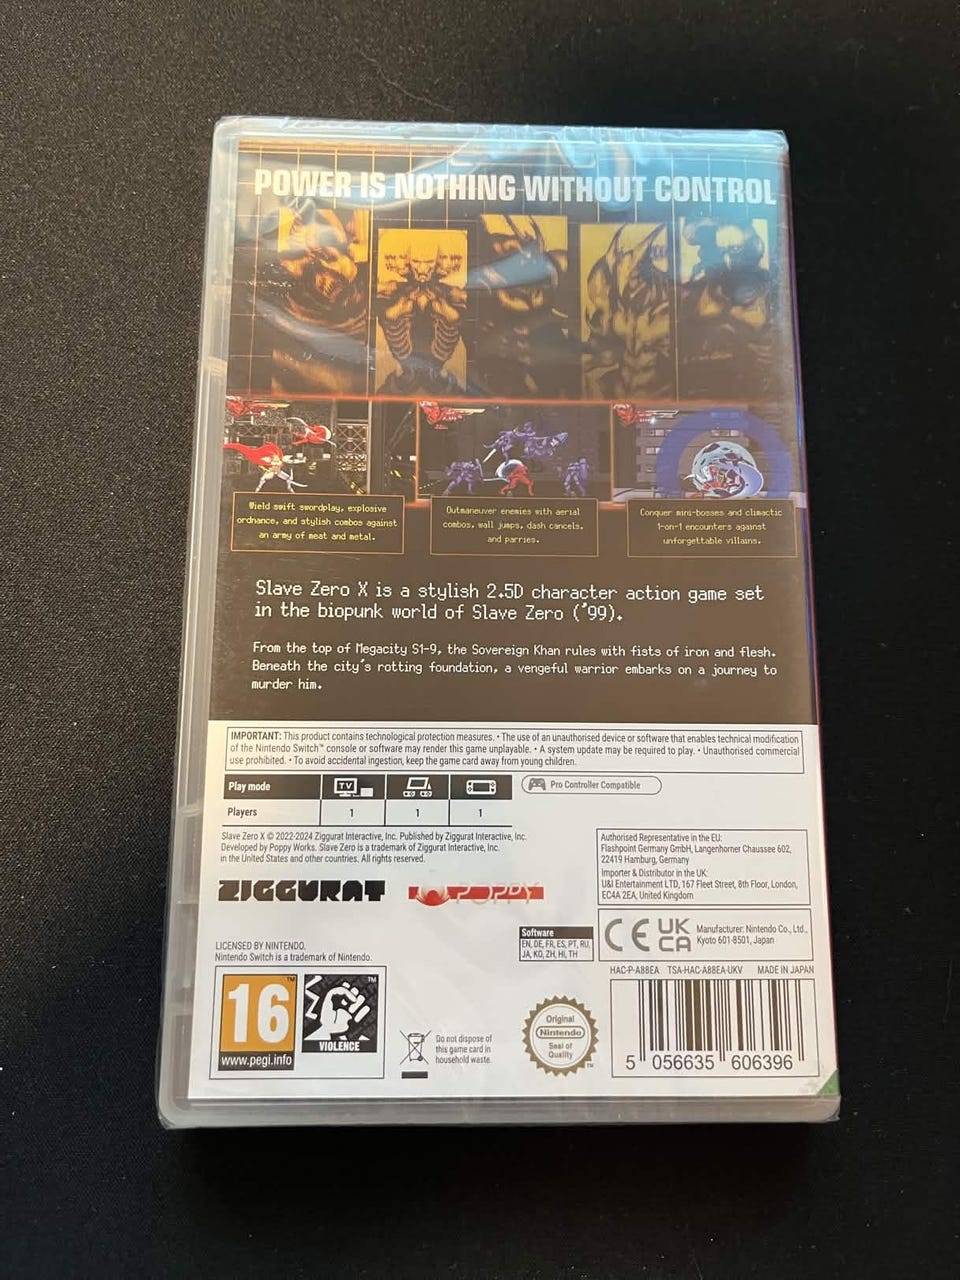 POWER IS NOTHING WITHOUT CONTROL
Wield swift swordplay, explosive
ordnance, and stylish combos against
an army of meat and metal.
Outmaneuver enemies with aerial
combos, wall jumps, dash cancels,
and parries.
Conquer mini-bosses and climactic
1-on-1 encounters against
unforgettable villains.
Slave Zero X is a stylish 2.5D character action game set
in the biopunk world of Slave Zero ('99).
From the top of Megacity S1-9, the Sovereign Khan rules with fists of iron and flesh.
Beneath the city's rotting foundation, a vengeful warrior embarks on a journey to
murder him.
IMPORTANT: This product contains technological protection measures. • The use of an unauthorised device or software that enables technical modification
of the Nintendo Switch™ console or software may render this game unplayable. • A system update may be required to play. • Unauthorised commercial
use prohibited. • To avoid accidental ingestion, keep the game card away from young children.
Play mode
TV
Pro Controller Compatible
Players 1 1 1
Slave Zero X © 2022-2024 Ziggurat Interactive, Inc. Published by Ziggurat Interactive, Inc.
Developed by Poppy Works. Slave Zero is a trademark of Ziggurat Interactive, Inc.
in the United States and other countries. All rights reserved.
Authorised Representative in the EU:
Flashpoint Germany GmbH, Langenhorner Chaussee 602,
22419 Hamburg, Germany
Importer & Distributor in the UK:
U&I Entertainment LTD, 167 Fleet Street, 8th Floor, London,
EC4A 2EA, United Kingdom
ZIGGURAT
POPPY
Software
EN, DE, FR, ES, PT, RU,
JA, KO, ZH, HI, TH
CE
UK
CA
Manufacturer: Nintendo Co., Ltd.,
Kyoto 601-8501, Japan
LICENSED BY NINTENDO.
Nintendo Switch is a trademark of Nintendo.
HAC-P-A88EA TSA-HAC-A88EA-UKV MADE IN JAPAN
16
www.pegi.info
VIOLENCE
™
Do not dispose of
this game card in
household waste.
Original
Nintendo
Seal of
Quality
™
5 056635 606396